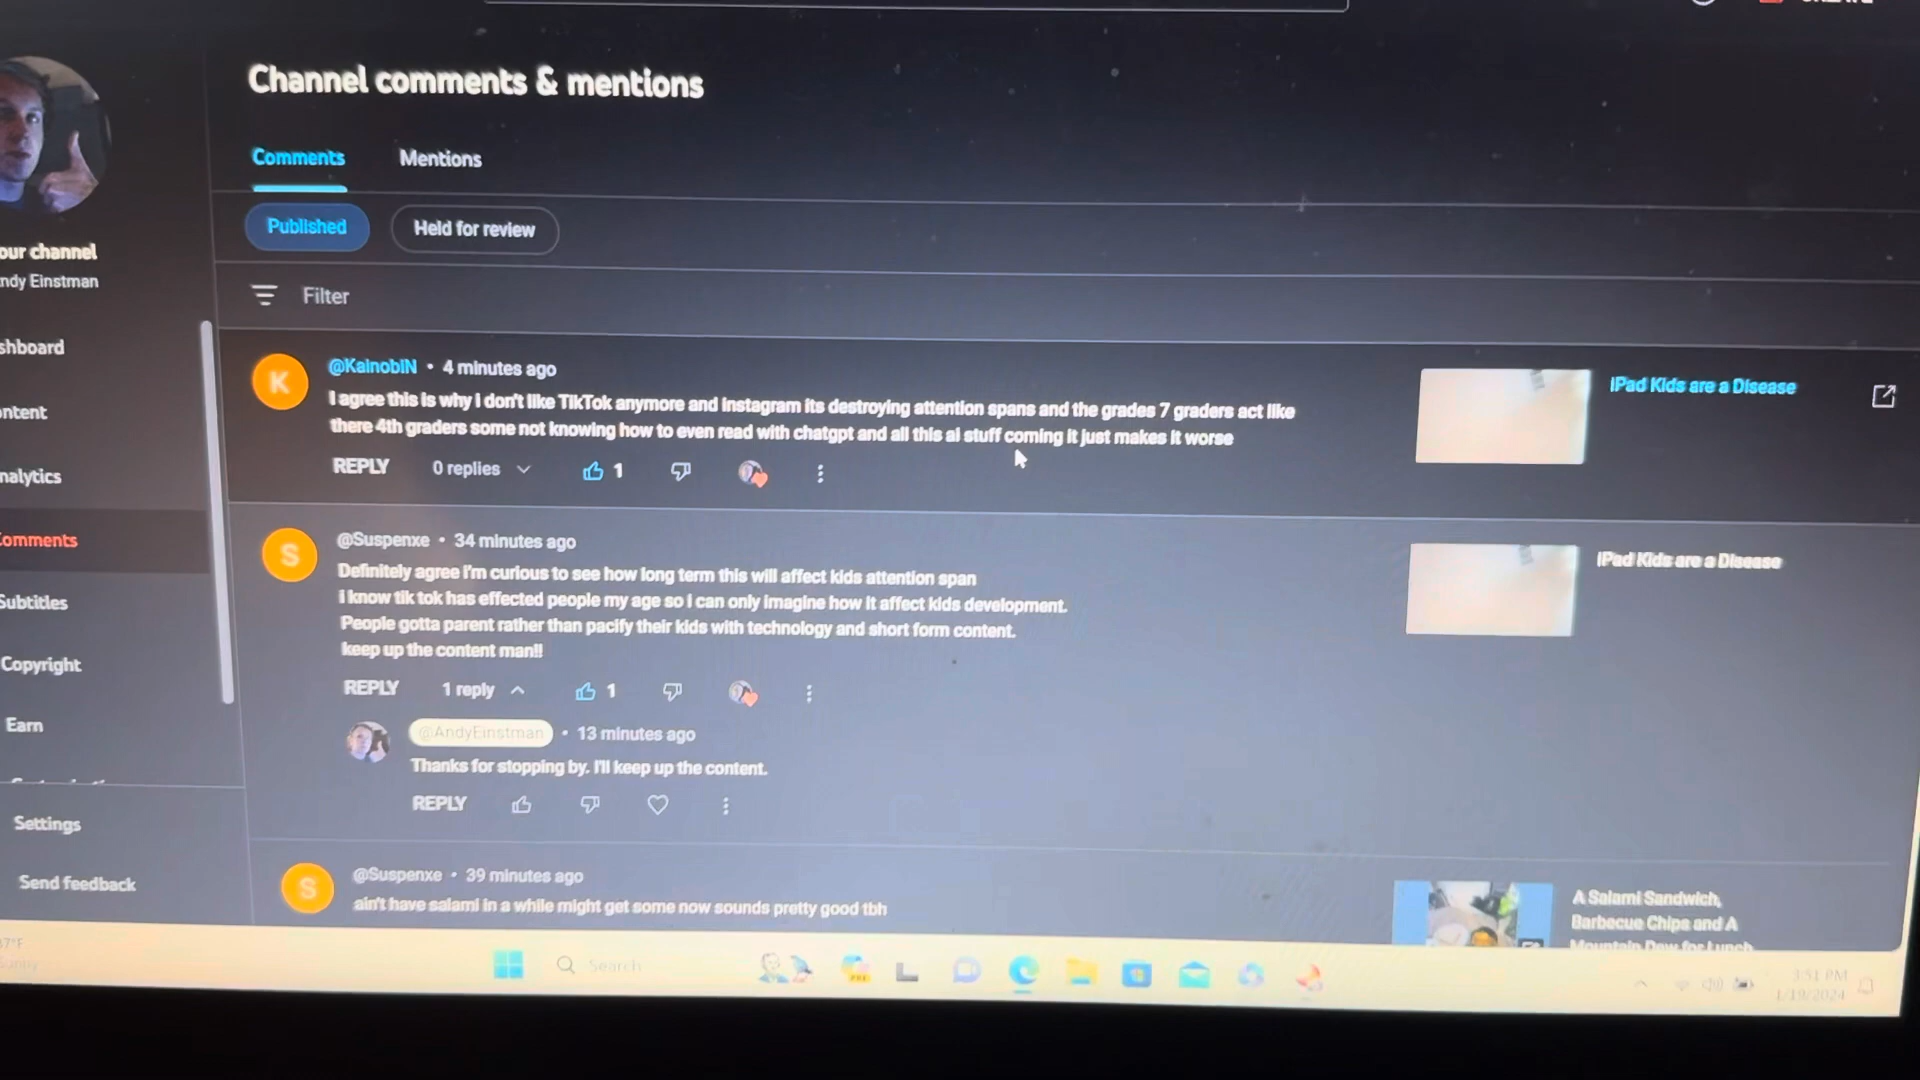 Channel comments & mentions
Comments Mentions
Published Held for review
our channel
ndy Einstman
Filter
shboard
ontent
nalytics
Comments
Subtitles
Copyright
Earn
Settings
Send feedback
@KainobiN • 4 minutes ago
I agree this is why I don't like TikTok anymore and Instagram its destroying attention spans and the grades 7 graders act like
there 4th graders some not knowing how to even read with chatgpt and all this ai stuff coming it just makes it worse
REPLY 0 replies 1
iPad Kids are a Disease
@Suspenxe • 34 minutes ago
Definitely agree I'm curious to see how long term this will affect kids attention span
i know tik tok has effected people my age so I can only imagine how it affect kids development.
People gotta parent rather than pacify their kids with technology and short form content.
keep up the content man!!
REPLY 1 reply 1
iPad Kids are a Disease
@AndyEinstman • 13 minutes ago
Thanks for stopping by. I'll keep up the content.
REPLY
@Suspenxe • 39 minutes ago
ain't have salami in a while might get some now sounds pretty good tbh
A Salami Sandwich,
Barbecue Chips and A
Mountain Dew for Lunch
Sunny
Search
3:51 PM
1/19/2024